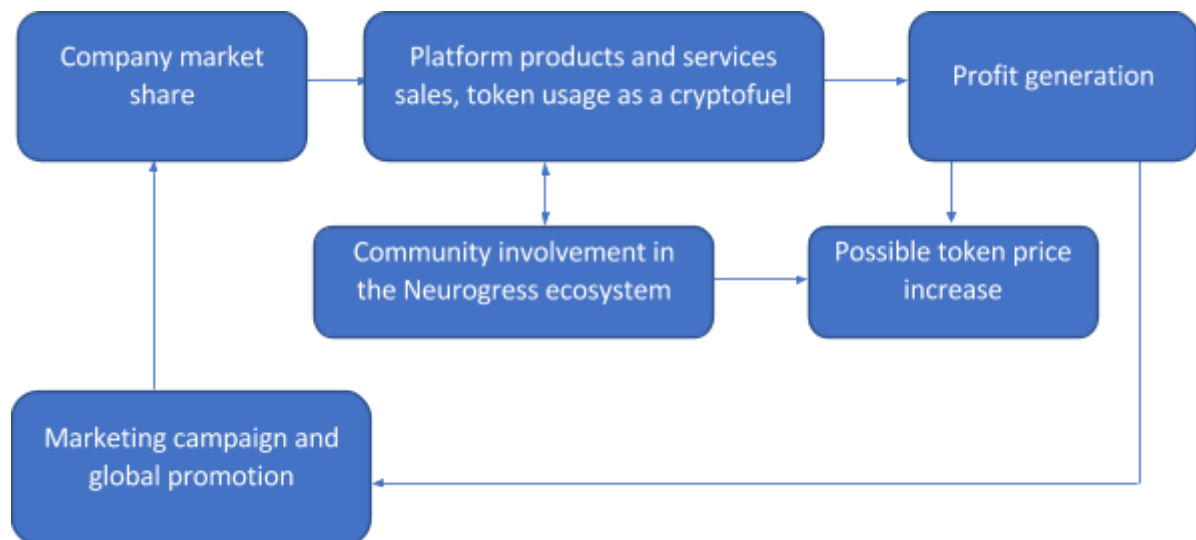 Company market
share
Platform products and services
sales, token usage as a cryptofuel
Profit generation
Community involvement in
the Neurogress ecosystem
Possible token price
increase
Marketing campaign and
global promotion